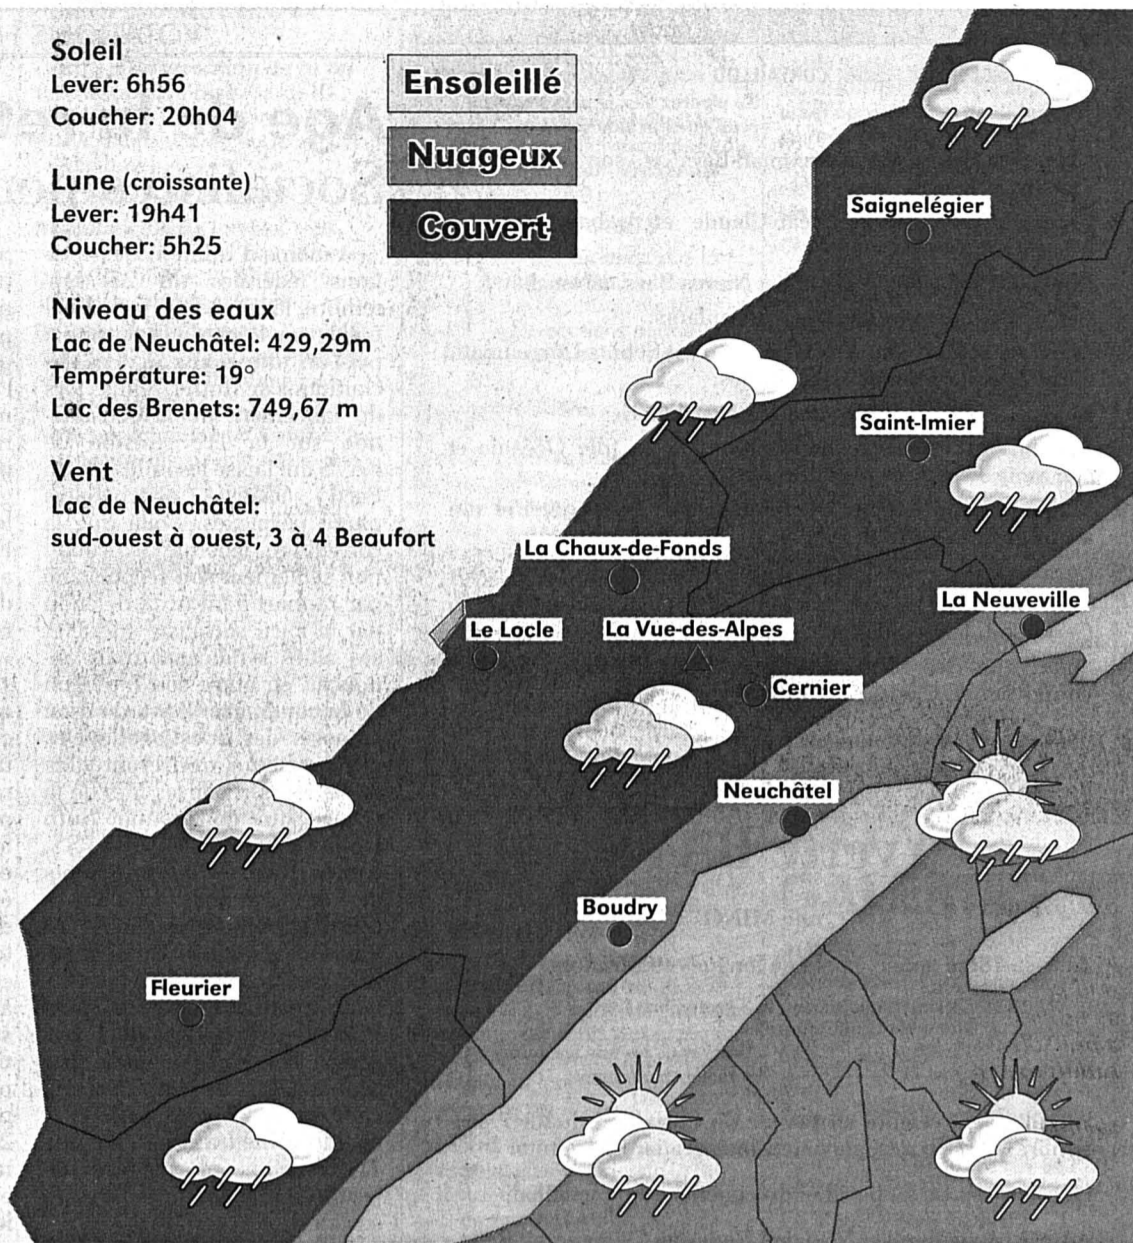 Soleil
Lever: 6h56
Coucher: 20h04
Lune (croissante)
Lever: 19h41
Coucher: 5h25
Niveau des eaux
Lac de Neuchâtel: 429,29m
Température: 19°
Lac des Brenets: 749,67 m
Vent
Lac de Neuchâtel:
sud-ouest à ouest, 3 à 4 Beaufort
Ensoleillé
Nuageux
Couvert
Saignelégier
Saint-Imier
La Chaux-de-Fonds
La Neuveville
Le Locle
La Vue-des-Alpes
Cernier
Neuchâtel
Boudry
Fleurier